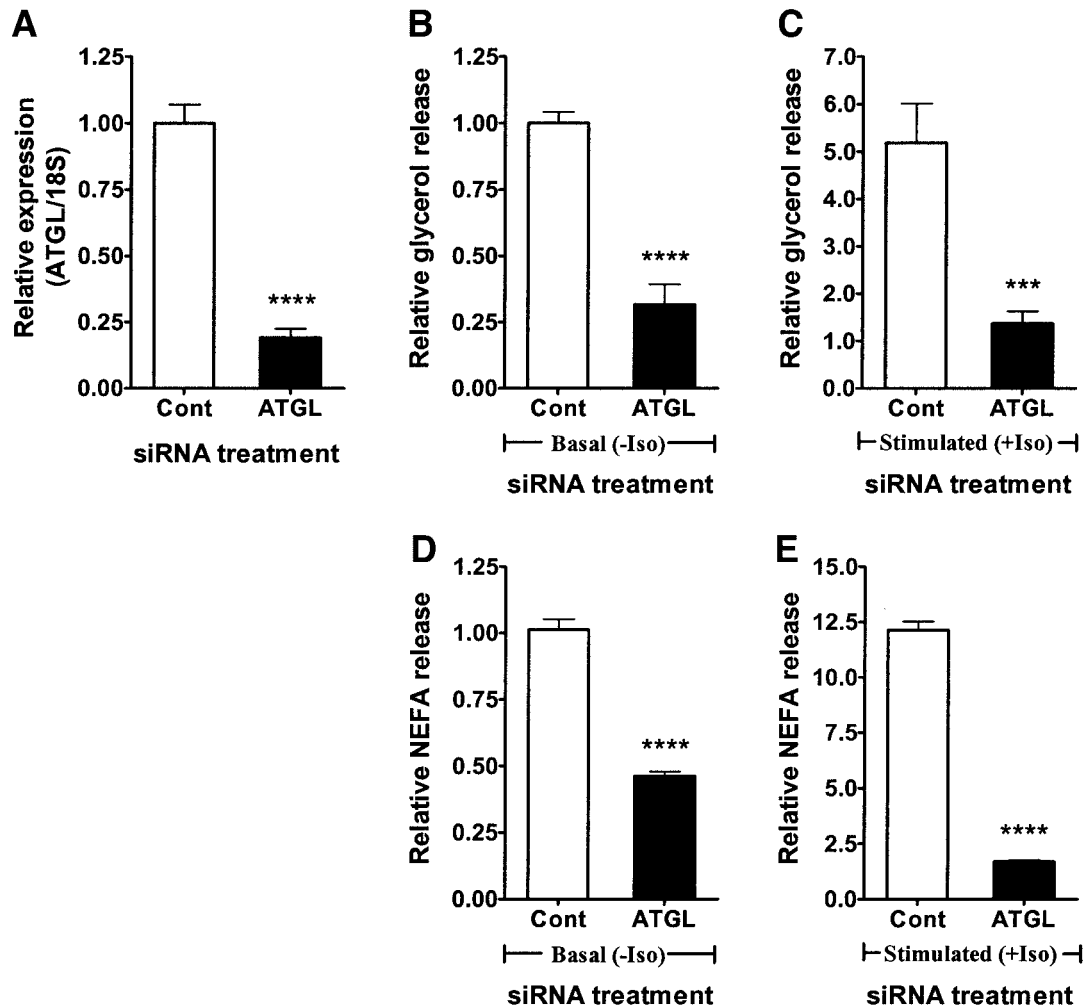 A
Relative expression
(ATGL/18S)
1.25
1.00
0.75
0.50
0.25
0.00
****
Cont ATGL
siRNA treatment
B
Relative glycerol release
1.25
1.00
0.75
0.50
0.25
0.00
****
Cont ATGL
Basal (-Iso)
siRNA treatment
C
Relative glycerol release
7.0
6.0
5.0
4.0
3.0
2.0
1.0
0.0
***
Cont ATGL
Stimulated (+Iso)
siRNA treatment
D
Relative NEFA release
1.25
1.00
0.75
0.50
0.25
0.00
****
Cont ATGL
Basal (-Iso)
siRNA treatment
E
Relative NEFA release
15.0
12.5
10.0
7.5
5.0
2.5
0.0
****
Cont ATGL
Stimulated (+Iso)
siRNA treatment